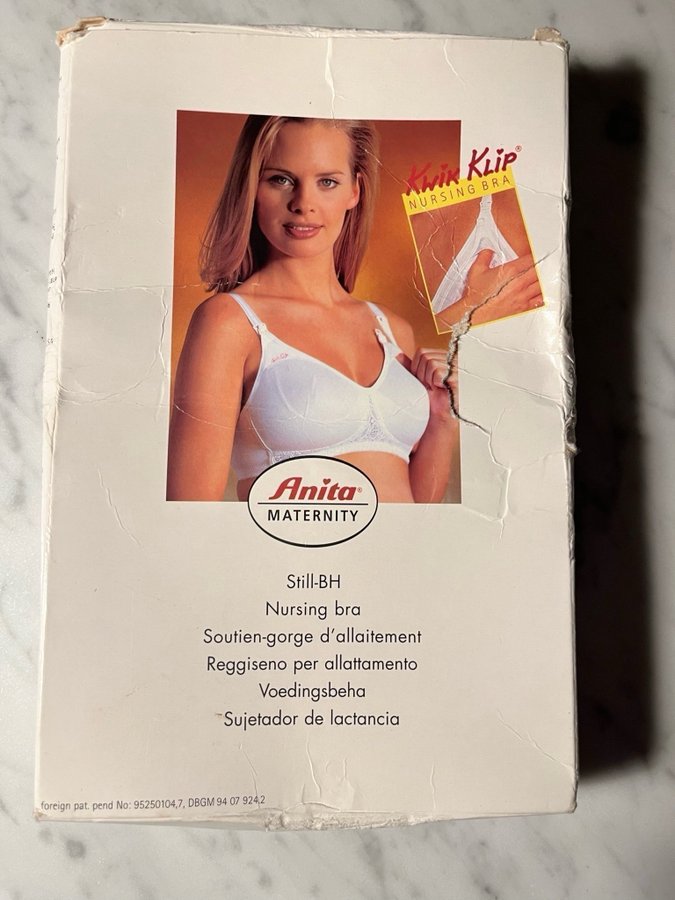 Kwik Klip®
NURSING BRA
Anita®
MATERNITY
Still-BH
Nursing bra
Soutien-gorge d'allaitement
Reggiseno per allattamento
Voedingsbeha
Sujetador de lactancia
foreign pat. pend No: 95250104,7, DBGM 94 07 924,2